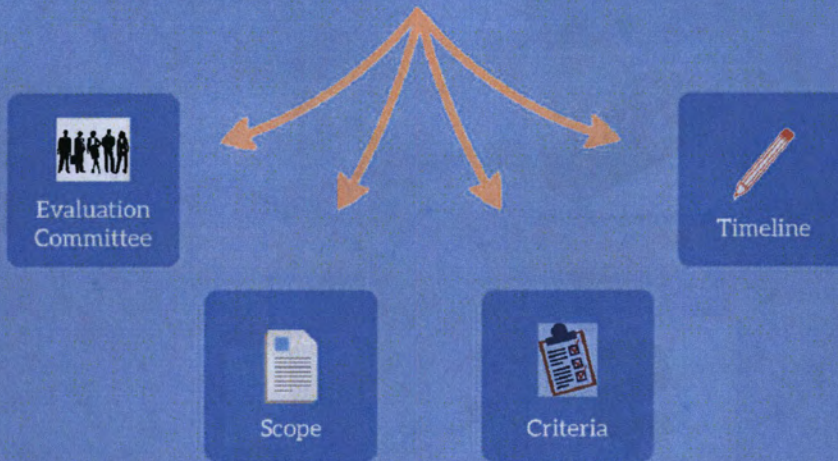 Evaluation
Committee
Timeline
Scope
Criteria